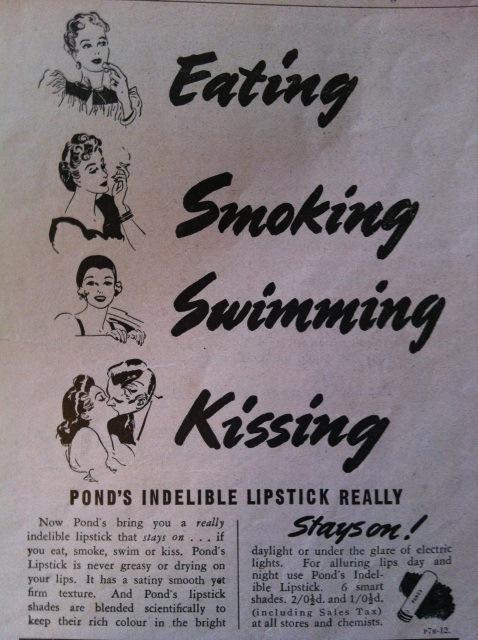 Eating
Smoking
Swimming
Kissing
POND'S INDELIBLE LIPSTICK REALLY
Stays on!
Now Pond's bring you a really
indelible lipstick that stays on . . . if
you eat, smoke, swim or kiss. Pond's
Lipstick is never greasy or drying on
your lips. It has a satiny smooth yet
firm texture. And Pond's lipstick
shades are blended scientifically to
keep their rich colour in the bright
daylight or under the glare of electric
lights. For alluring lips day and
night use Pond's Indel-
ible Lipstick. 6 smart
shades. 2/0½d. and 1/0½d.
(including Sales Tax)
at all stores and chemists.
P78-12.